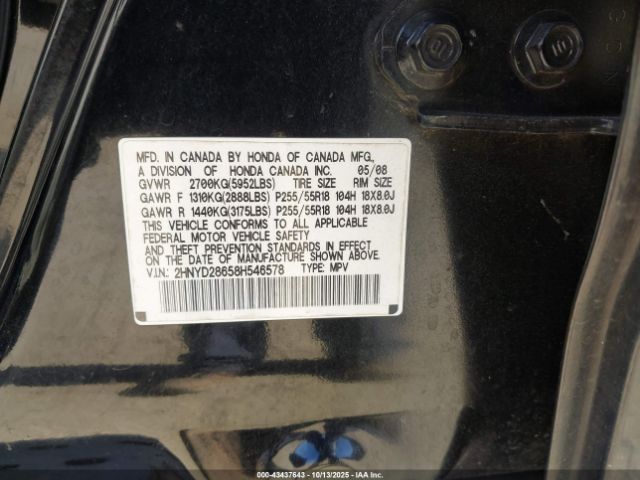 MFD. IN CANADA BY HONDA OF CANADA MFG.,
A DIVISION OF HONDA CANADA INC. 05/08
GVWR 2700KG(5952LBS) TIRE SIZE RIM SIZE
GAWR F 1310KG(2888LBS) P255/55R18 104H 18X8.0J
GAWR R 1440KG(3175LBS) P255/55R18 104H 18X8.0J
THIS VEHICLE CONFORMS TO ALL APPLICABLE
FEDERAL MOTOR VEHICLE SAFETY
AND THEFT PREVENTION STANDARDS IN EFFECT
ON THE DATE OF MANUFACTURE SHOWN ABOVE.
V.I.N.: 2HNYD28658H546578 TYPE: MPV
000-43437643 - 10/13/2025 - IAAI.COM - COPART